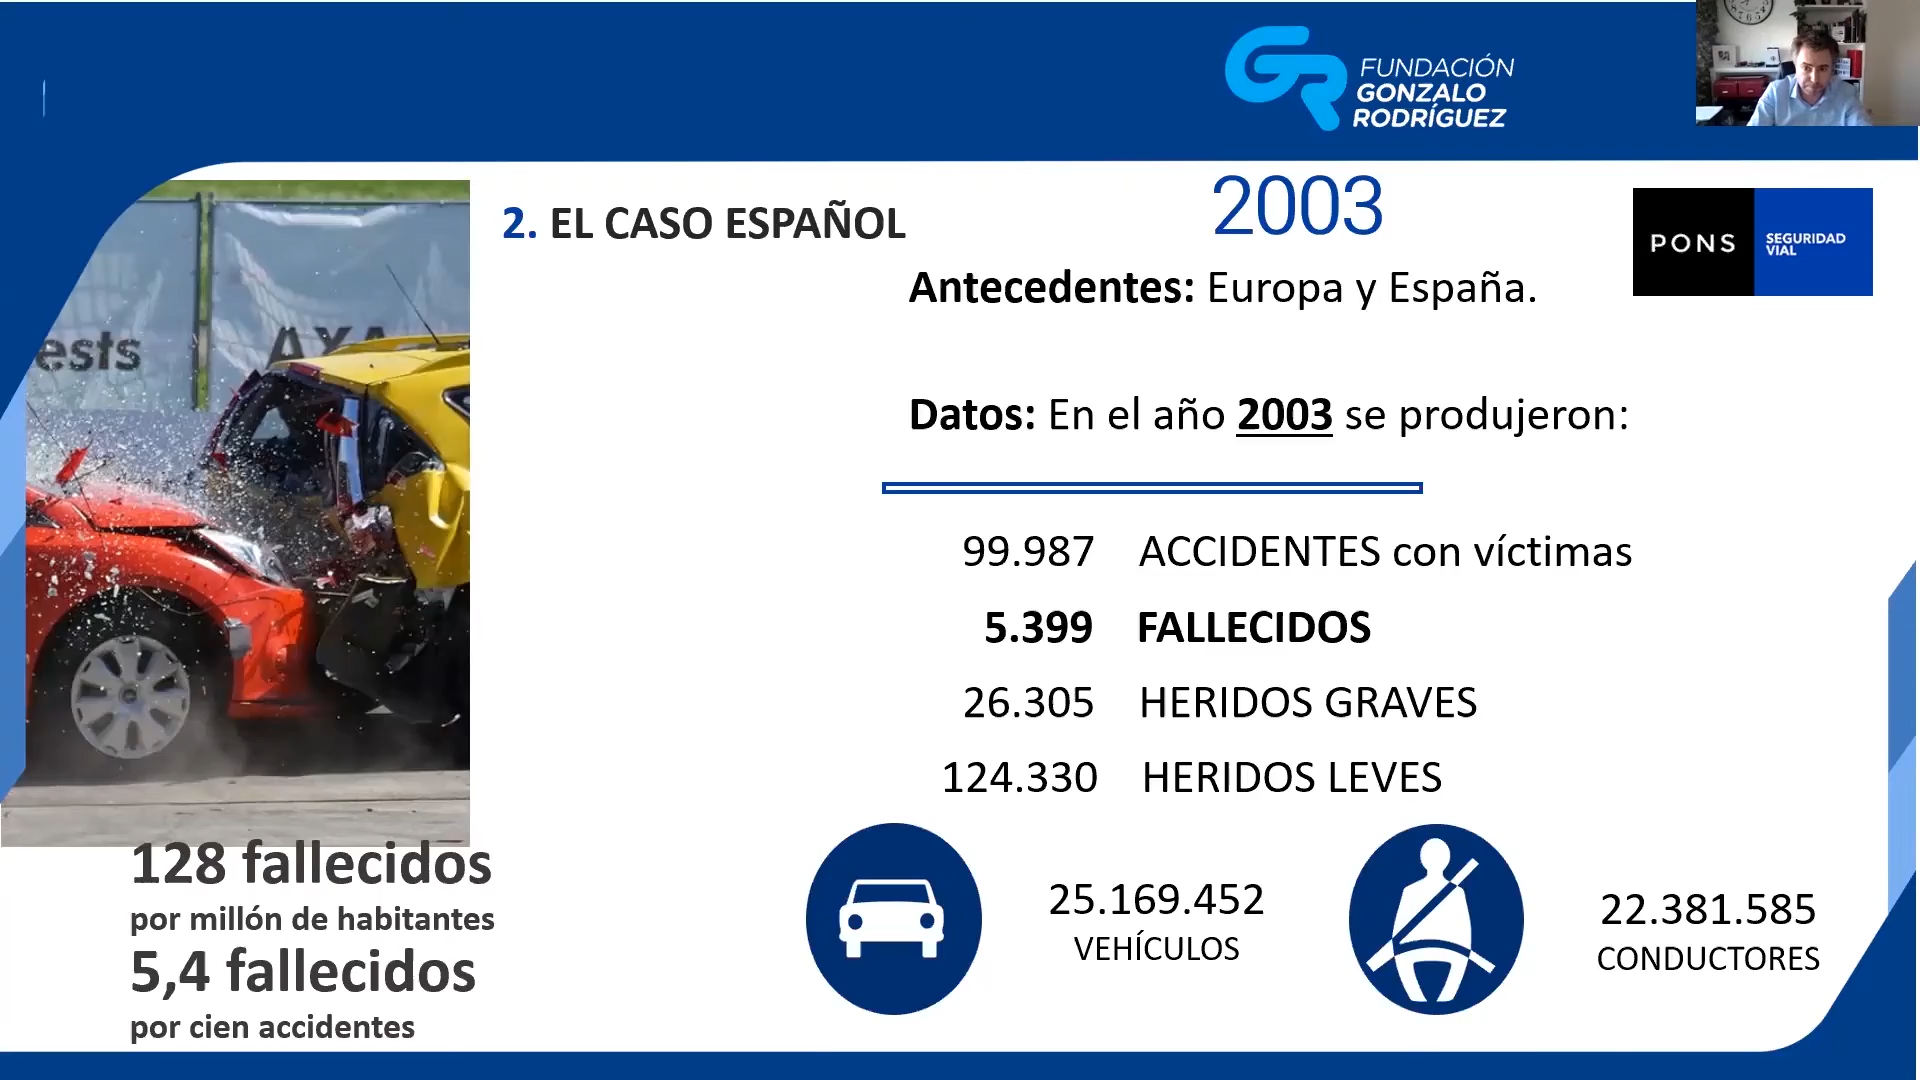 FUNDACIÓN
GONZALO
RODRÍGUEZ
2003
2. EL CASO ESPAÑOL
PONS
SEGURIDAD
VIAL
Antecedentes: Europa y España.
ests
AXA
Datos: En el año 2003 se produjeron:
99.987 ACCIDENTES con víctimas
5.399 FALLECIDOS
26.305 HERIDOS GRAVES
124.330 HERIDOS LEVES
128 fallecidos
por millón de habitantes
5,4 fallecidos
por cien accidentes
25.169.452
VEHÍCULOS
22.381.585
CONDUCTORES